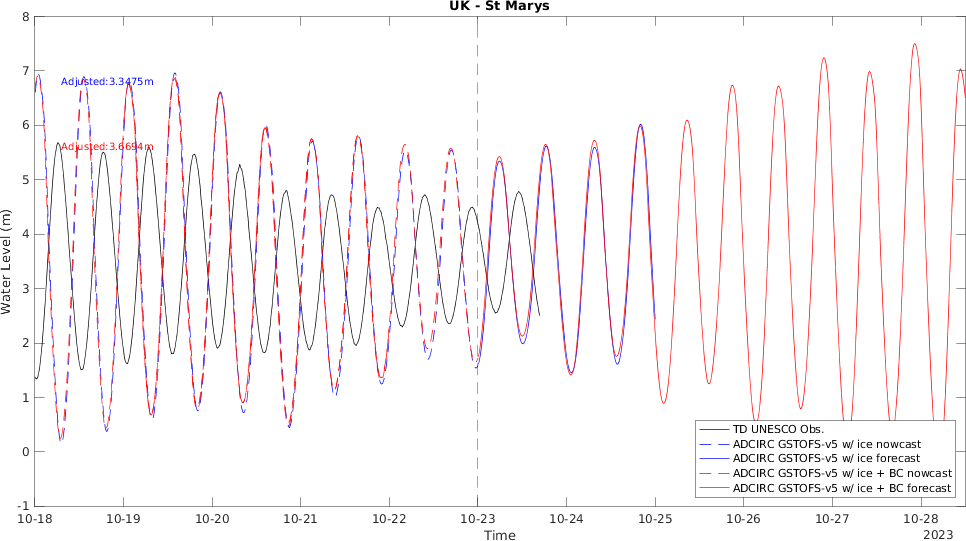 UK - St Marys
8
7
6
5
4
3
2
1
0
-1
Water Level (m)
Adjusted:3.3475m
Adjusted:3.6694m
TD UNESCO Obs.
ADCIRC GSTOFS-v5 w/ ice nowcast
ADCIRC GSTOFS-v5 w/ ice forecast
ADCIRC GSTOFS-v5 w/ ice + BC nowcast
ADCIRC GSTOFS-v5 w/ ice + BC forecast
10-18 10-19 10-20 10-21 10-22 10-23 10-24 10-25 10-26 10-27 10-28
Time
2023